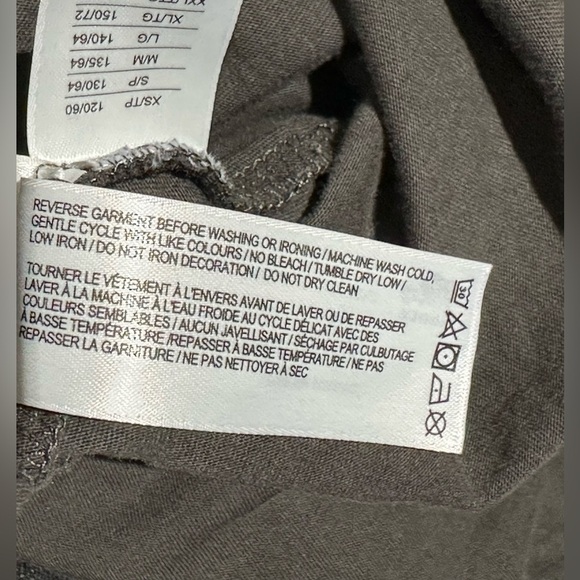 XS/TP
120/60
S/P
130/64
M/M
135/64
L/G
140/64
XL/TG
150/72
REVERSE GARMENT BEFORE WASHING OR IRONING / MACHINE WASH COLD,
GENTLE CYCLE WITH LIKE COLOURS / NO BLEACH / TUMBLE DRY LOW /
LOW IRON / DO NOT IRON DECORATION / DO NOT DRY CLEAN
TOURNER LE VÊTEMENT À L'ENVERS AVANT DE LAVER OU DE REPASSER
LAVER À LA MACHINE À L'EAU FROIDE AU CYCLE DÉLICAT AVEC DES
COULEURS SEMBLABLES / AUCUN JAVELLISANT / SÉCHAGE PAR CULBUTAGE
À BASSE TEMPÉRATURE / REPASSER À BASSE TEMPÉRATURE / NE PAS
REPASSER LA GARNITURE / NE PAS NETTOYER À SEC